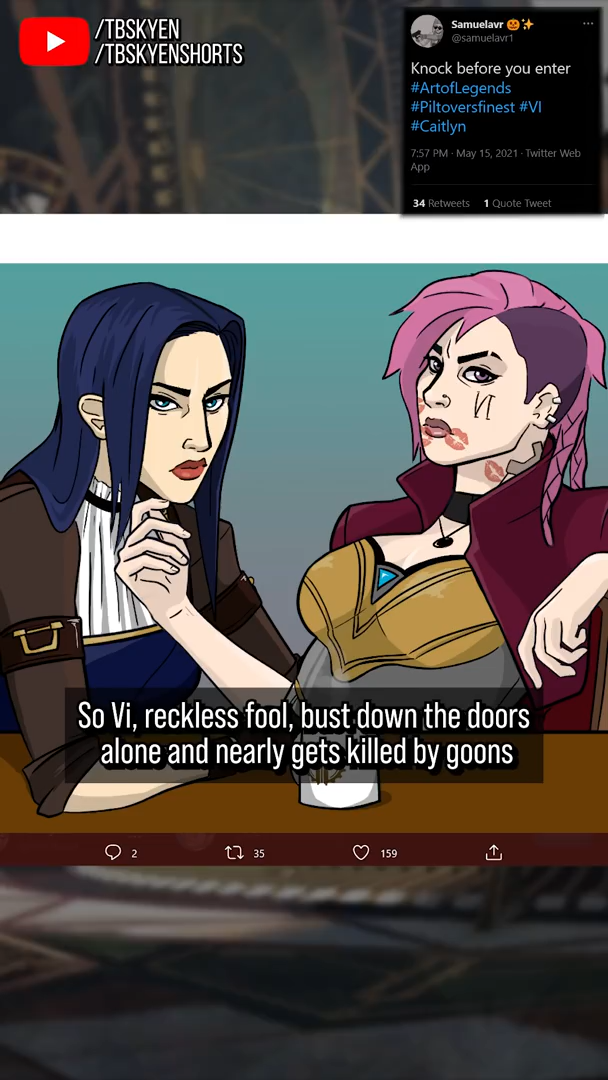 /TBSKYEN
/TBSKYENSHORTS
Samuelavr
@samuelavr1
Knock before you enter
#ArtofLegends
#Piltoversfinest #VI
#Caitlyn
7:57 PM · May 15, 2021 · Twitter Web
App
34 Retweets 1 Quote Tweet
VI
So Vi, reckless fool, bust down the doors
alone and nearly gets killed by goons
2 35 159